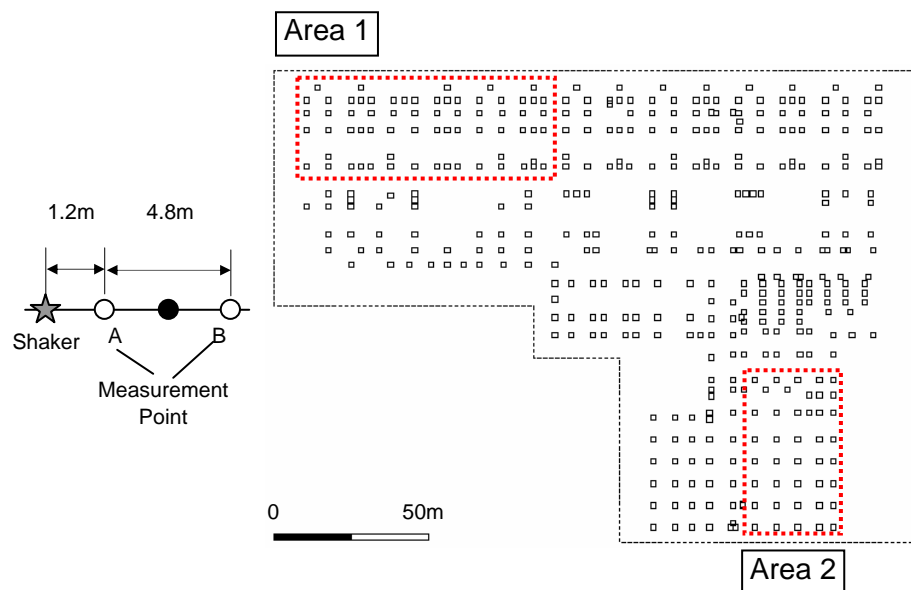 Area 1
1.2m 4.8m
Shaker A B
Measurement
Point
0 50m
Area 2